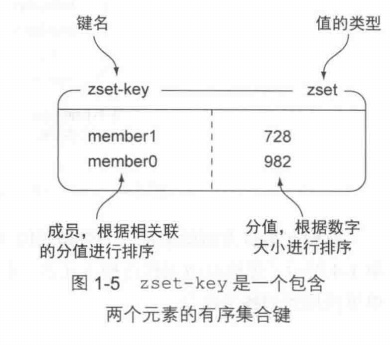 键名 值的类型
zset-key zset
member1 728
member0 982
成员，根据相关联 分值，根据数字
的分值进行排序 大小进行排序
图 1-5 zset-key 是一个包含
两个元素的有序集合键